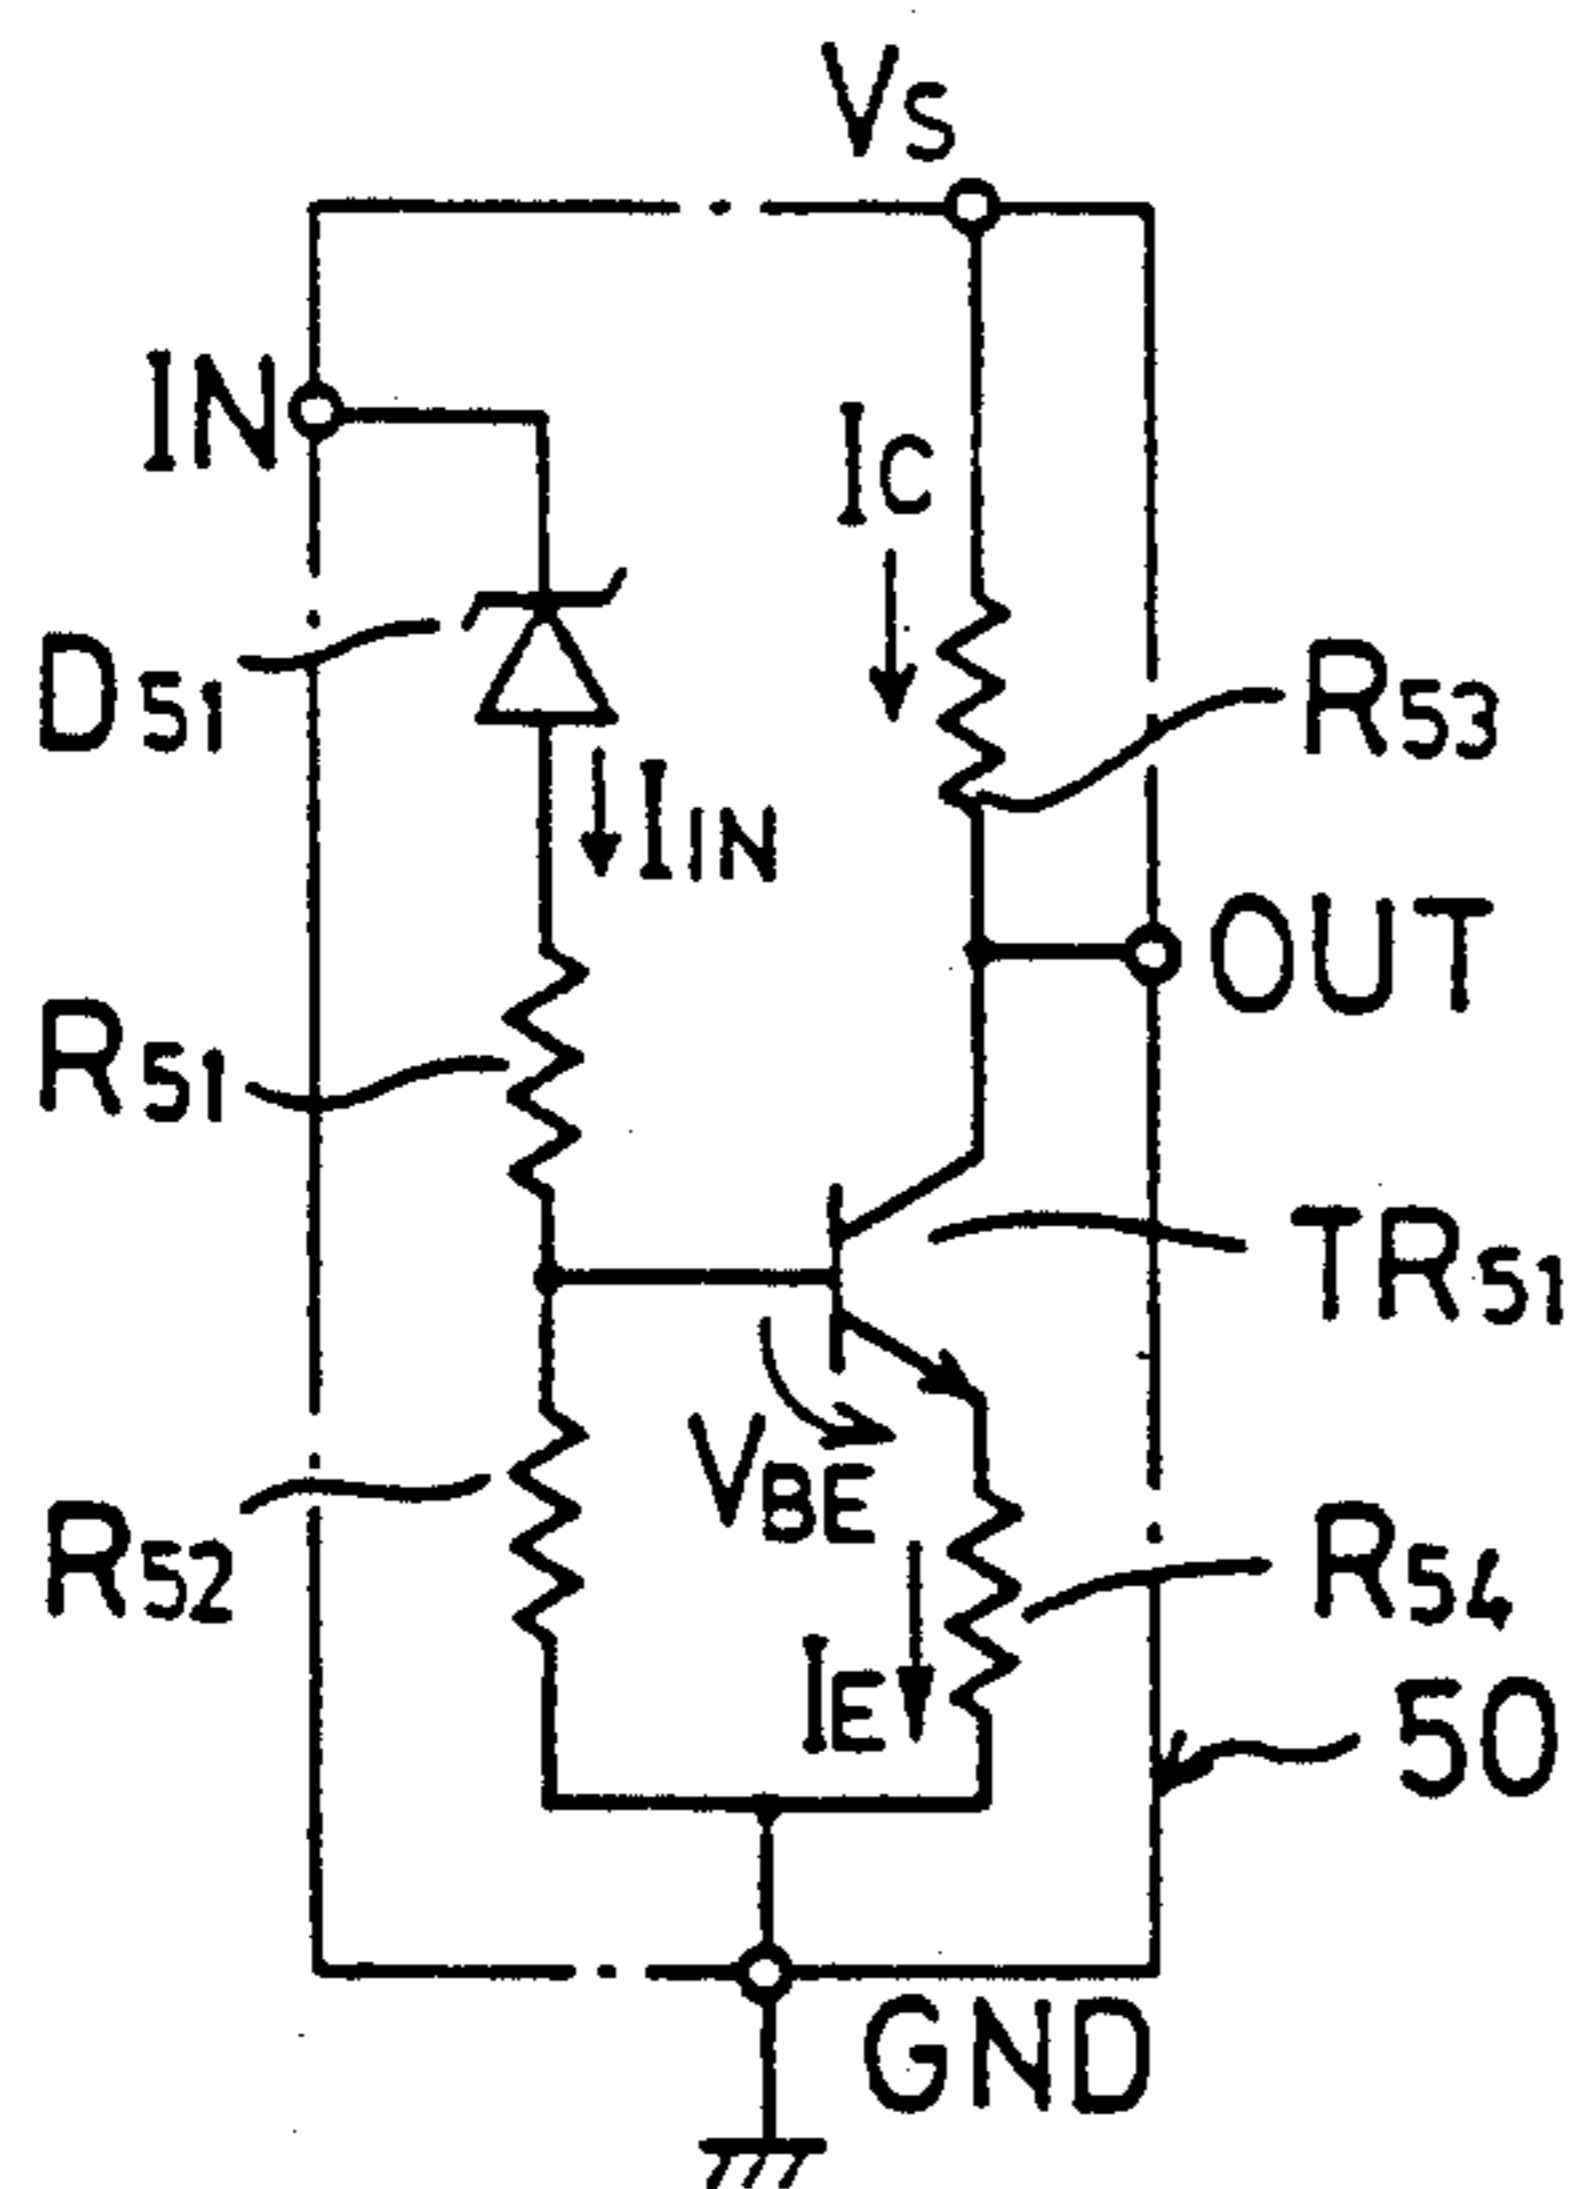 VS
IN
IC
D51
R53
IIN
OUT
R51
TR51
VBE
R52
R54
IE
50
GND